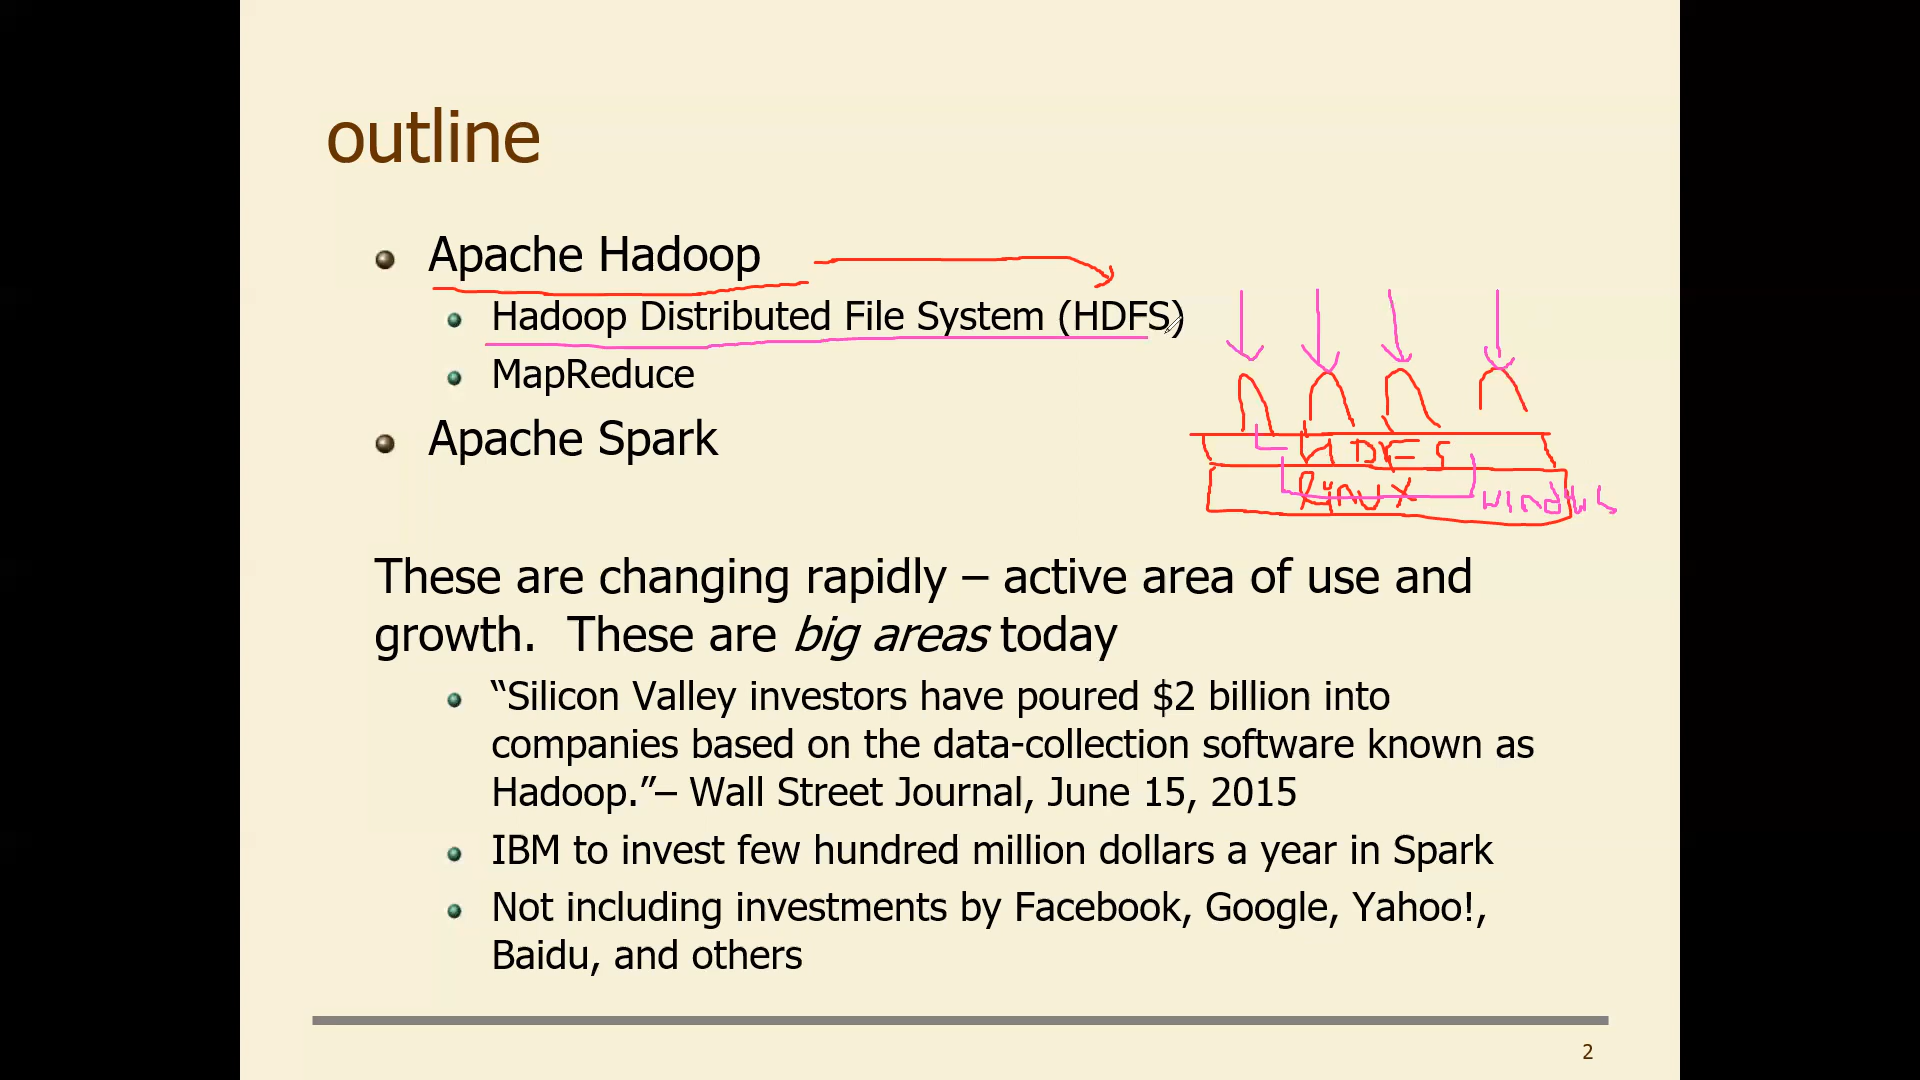 outline
Apache Hadoop
Hadoop Distributed File System (HDFS)
MapReduce
Apache Spark
HDFS
linux
windws
These are changing rapidly – active area of use and
growth. These are big areas today
“Silicon Valley investors have poured $2 billion into
companies based on the data-collection software known as
Hadoop.”– Wall Street Journal, June 15, 2015
IBM to invest few hundred million dollars a year in Spark
Not including investments by Facebook, Google, Yahoo!,
Baidu, and others
2